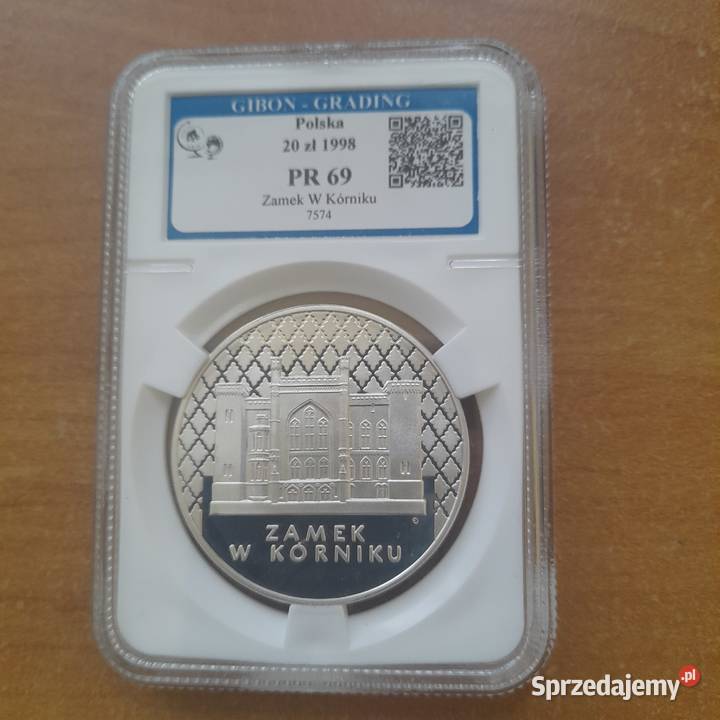 GIBON - GRADING
Polska
20 zł 1998
PR 69
Zamek W Kórniku
7574
ZAMEK
W KÓRNIKU
Sprzedajemy.pl